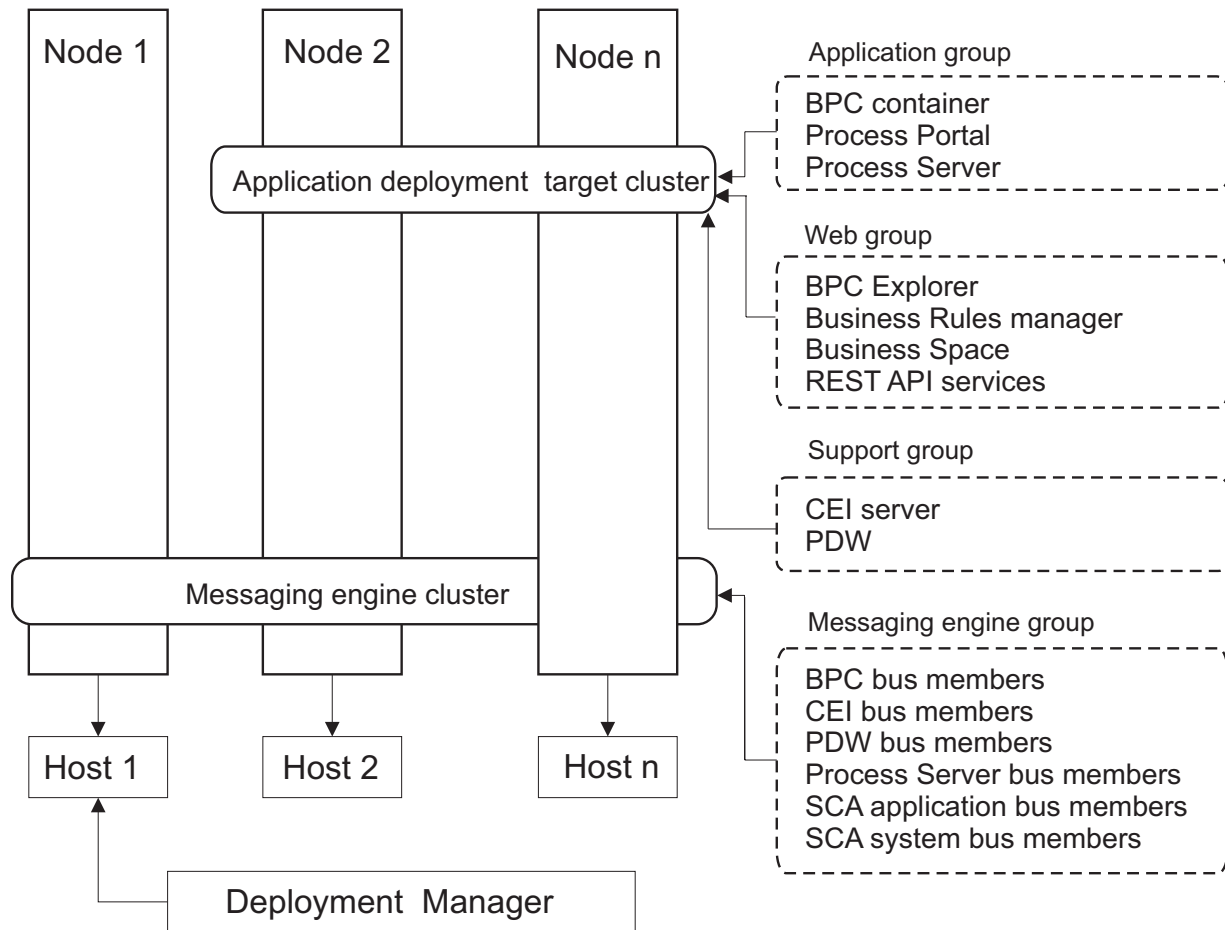 Node 1
Node 2
Node n
Application deployment target cluster
Messaging engine cluster
Host 1
Host 2
Host n
Deployment Manager
Application group
BPC container
Process Portal
Process Server
Web group
BPC Explorer
Business Rules manager
Business Space
REST API services
Support group
CEI server
PDW
Messaging engine group
BPC bus members
CEI bus members
PDW bus members
Process Server bus members
SCA application bus members
SCA system bus members